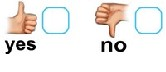 yes no